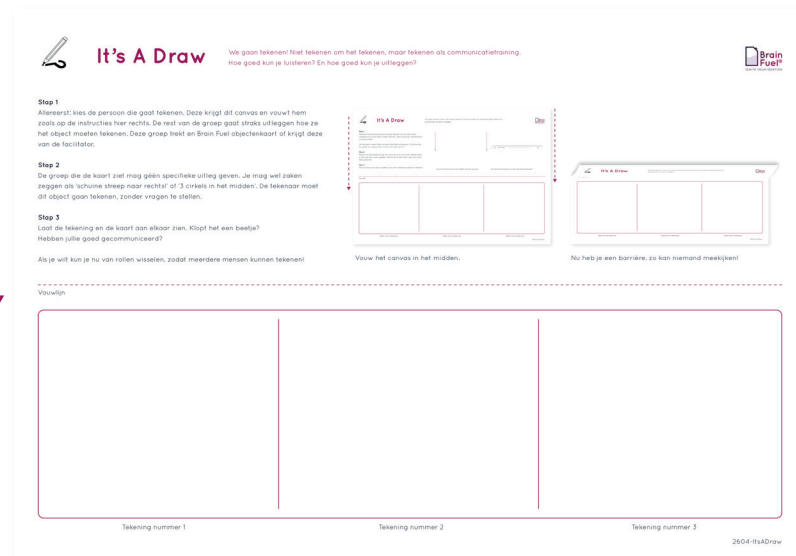 It's A Draw
We gaan tekenen! Niet tekenen om het tekenen, maar tekenen als communicatietraining.
Hoe goed kun je luisteren? En hoe goed kun je uitleggen?
Brain
Fuel®
Stap 1
Allereerst: kies de persoon die gaat tekenen. Deze krijgt dit canvas en vouwt hem
zoals op de instructies hier rechts. De rest van de groep gaat straks uitleggen hoe ze
het object moeten tekenen. Deze groep trekt en Brain Fuel objectenkaart of krijgt deze
van de facilitator.
Stap 2
De groep die de kaart ziet mag géén specifieke uitleg geven. Je mag wel zaken
zeggen als 'schuine streep naar rechts!' of '3 cirkels in het midden'. De tekenaar moet
dit object gaan tekenen, zonder vragen te stellen.
Stap 3
Laat de tekening en de kaart aan elkaar zien. Klopt het een beetje?
Hebben jullie goed gecommuniceerd?
Als je wilt kun je nu van rollen wisselen, zodat meerdere mensen kunnen tekenen!
It's A Draw
Vouw het canvas in het midden.
It's A Draw
Nu heb je een barrière, zo kan niemand meekijken!
Vouwlijn
Tekening nummer 1
Tekening nummer 2
Tekening nummer 3
2604-ItsADraw